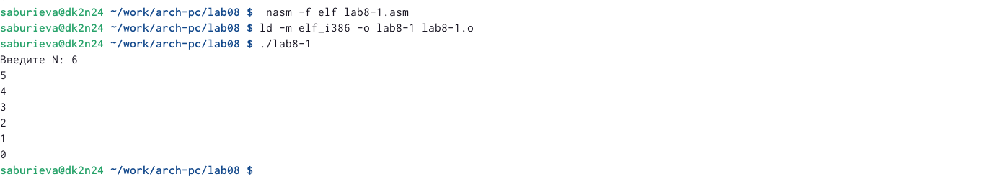 saburieva@dk2n24 ~/work/arch-pc/lab08 $  nasm -f elf lab8-1.asm
saburieva@dk2n24 ~/work/arch-pc/lab08 $ ld -m elf_i386 -o lab8-1 lab8-1.o
saburieva@dk2n24 ~/work/arch-pc/lab08 $ ./lab8-1
Введите N: 6
5
4
3
2
1
0
saburieva@dk2n24 ~/work/arch-pc/lab08 $